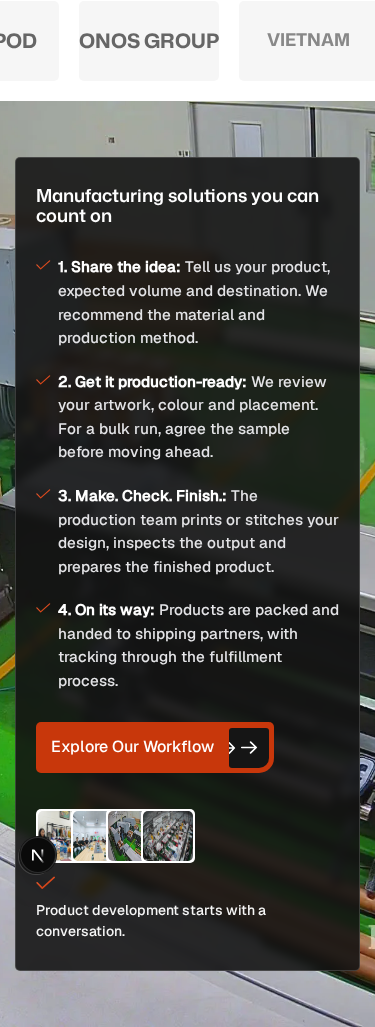 POD
ONOS GROUP
VIETNAM
Manufacturing solutions you can
count on
1. Share the idea: Tell us your product,
expected volume and destination. We
recommend the material and
production method.
2. Get it production-ready: We review
your artwork, colour and placement.
For a bulk run, agree the sample
before moving ahead.
3. Make. Check. Finish.: The
production team prints or stitches your
design, inspects the output and
prepares the finished product.
4. On its way: Products are packed and
handed to shipping partners, with
tracking through the fulfillment
process.
Explore Our Workflow
N
Product development starts with a
conversation.